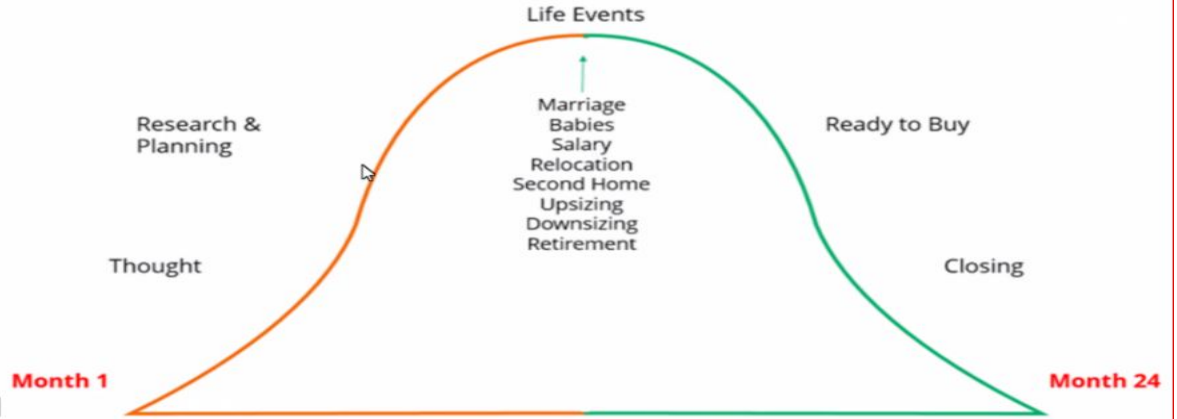 Life Events
Research &
Planning
Marriage
Babies
Salary
Relocation
Second Home
Upsizing
Downsizing
Retirement
Ready to Buy
Thought
Closing
Month 1
Month 24